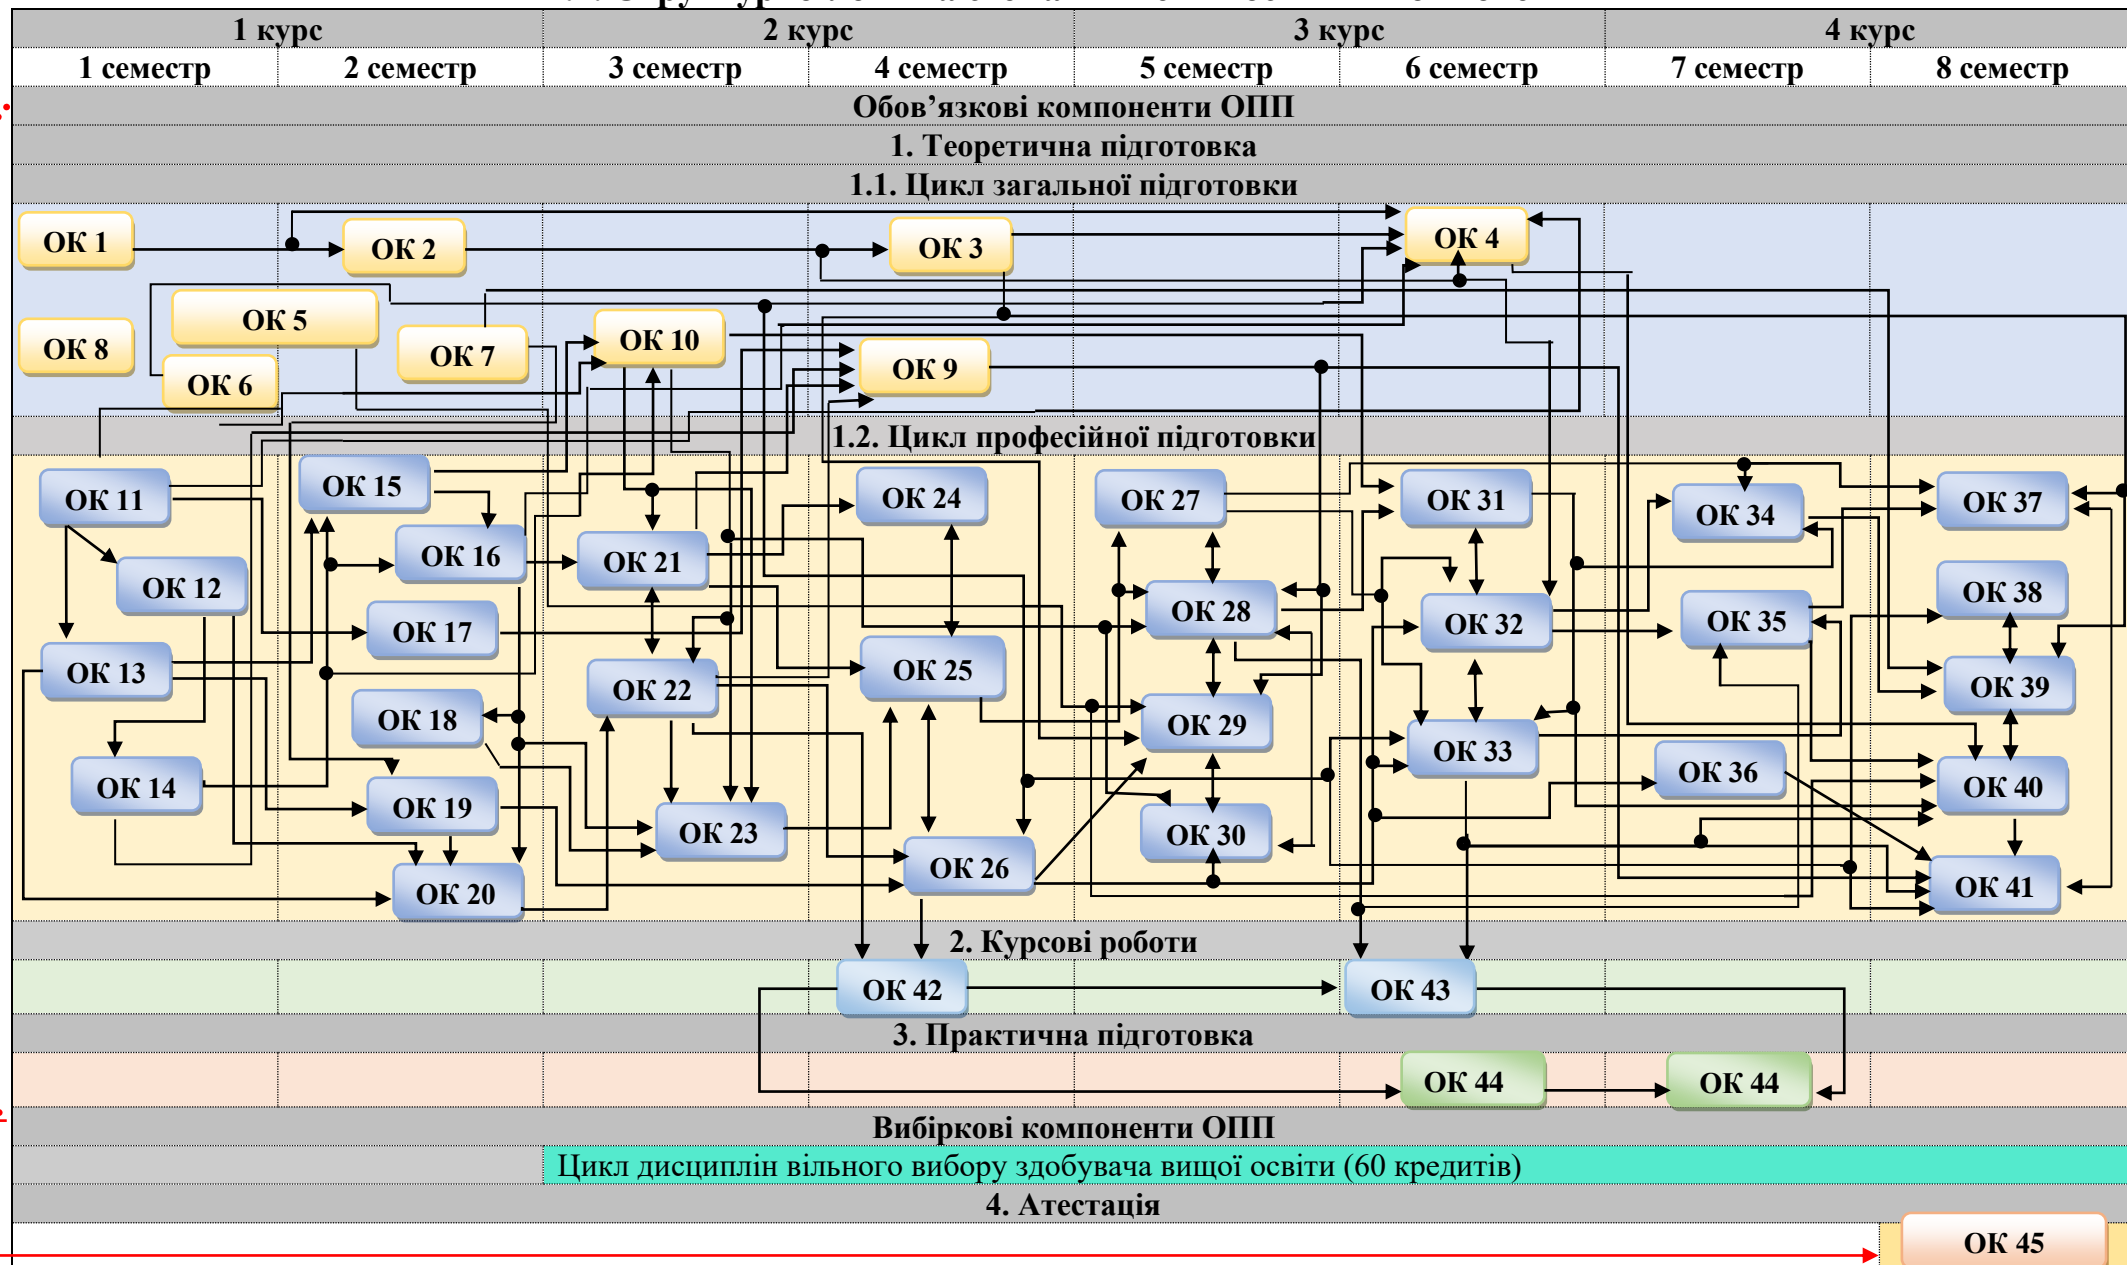 1 курс 2 курс 3 курс 4 курс
1 семестр 2 семестр 3 семестр 4 семестр 5 семестр 6 семестр 7 семестр 8 семестр
Обов’язкові компоненти ОПП
1. Теоретична підготовка
1.1. Цикл загальної підготовки
ОК 1
ОК 2
ОК 3
ОК 4
ОК 5
ОК 8
ОК 7
ОК 10
ОК 6
ОК 9
1.2. Цикл професійної підготовки
ОК 11
ОК 15
ОК 24
ОК 27
ОК 31
ОК 34
ОК 37
ОК 12
ОК 16
ОК 21
ОК 28
ОК 32
ОК 35
ОК 38
ОК 13
ОК 17
ОК 22
ОК 25
ОК 29
ОК 33
ОК 39
ОК 14
ОК 18
ОК 19
ОК 23
ОК 26
ОК 30
ОК 36
ОК 40
ОК 20
ОК 41
2. Курсові роботи
ОК 42
ОК 43
3. Практична підготовка
ОК 44
ОК 44
Вибіркові компоненти ОПП
Цикл дисциплін вільного вибору здобувача вищої освіти (60 кредитів)
4. Атестація
ОК 45